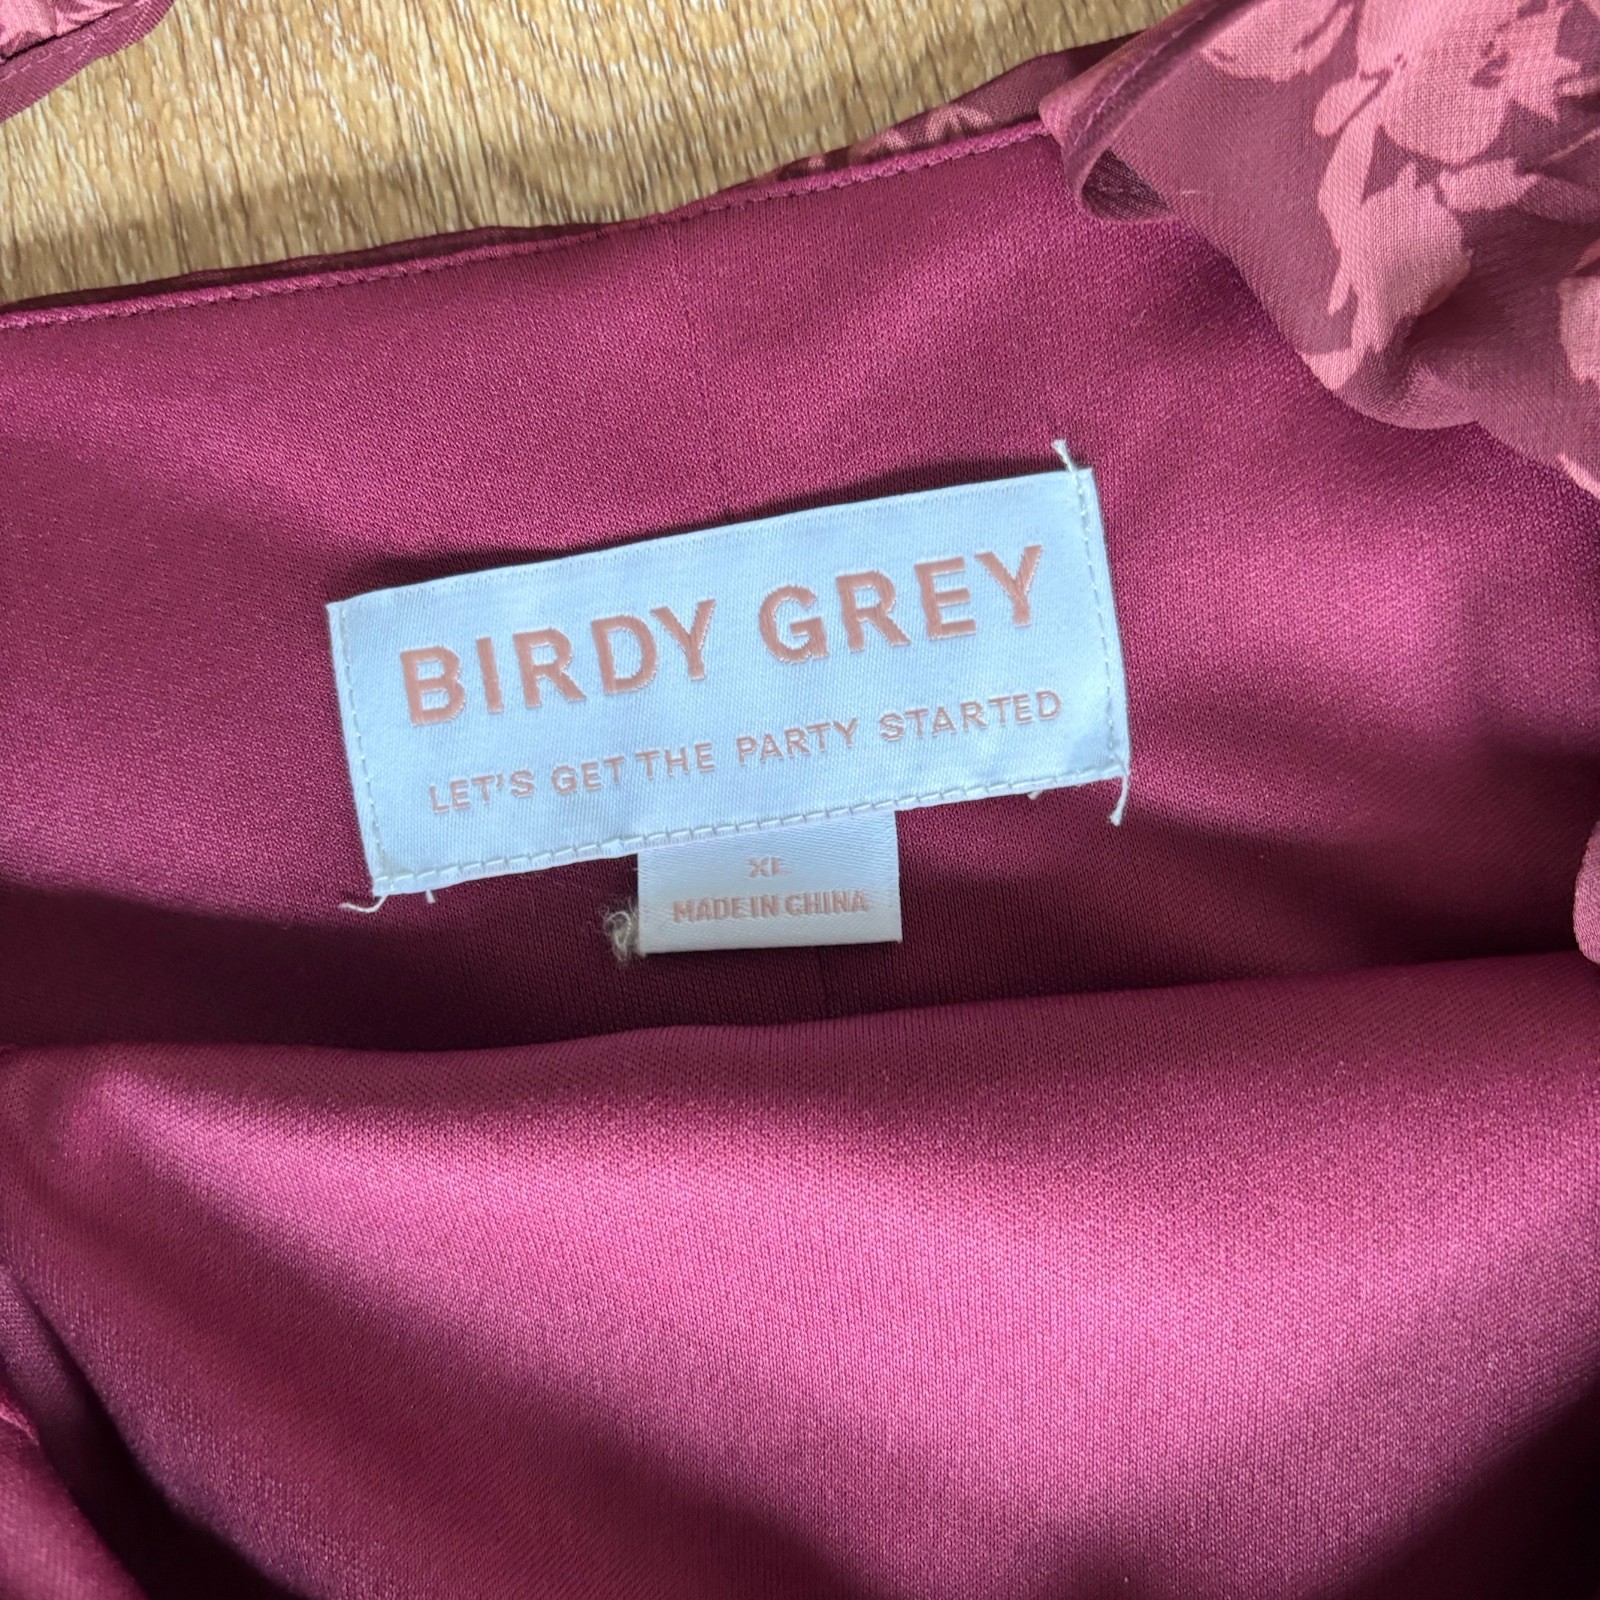 BIRDY GREY
LET'S GET THE PARTY STARTED
XL
MADE IN CHINA